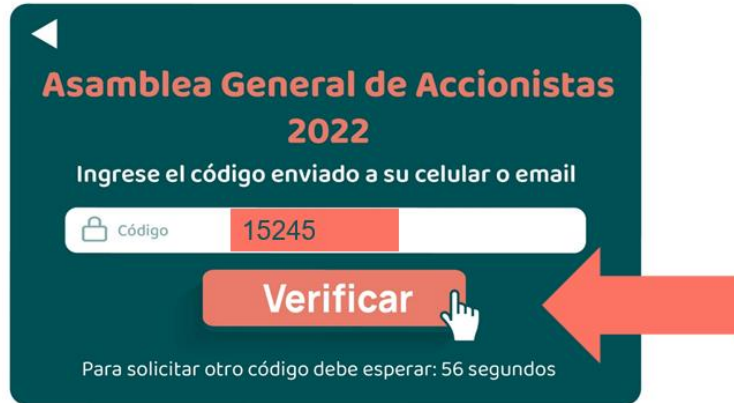 Asamblea General de Accionistas
2022
Ingrese el código enviado a su celular o email
Código 15245
Verificar
Para solicitar otro código debe esperar: 56 segundos